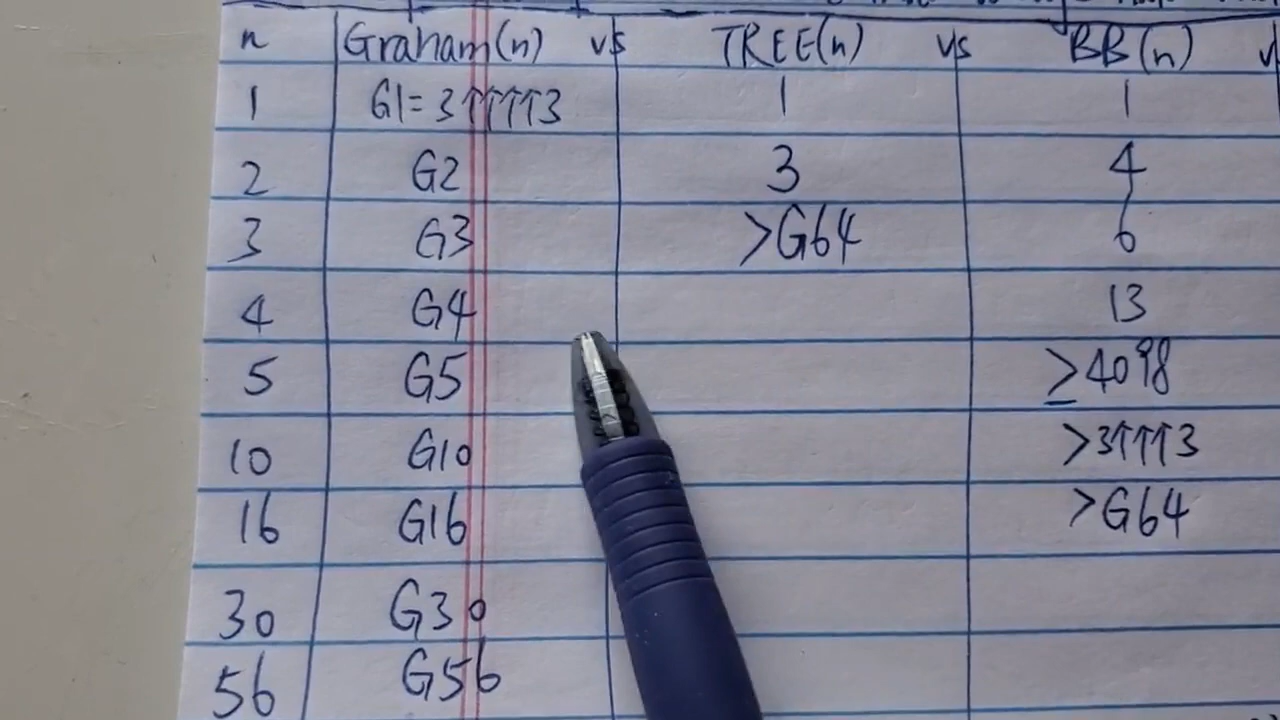 n Graham(n) vs TREE(n) vs BB(n)
1 G1=3↑↑↑↑3 1 1
2 G2 3 4
3 G3 >G64 6
4 G4 13
5 G5 ≥4098
10 G10 >3↑↑↑3
16 G16 >G64
30 G30
56 G56